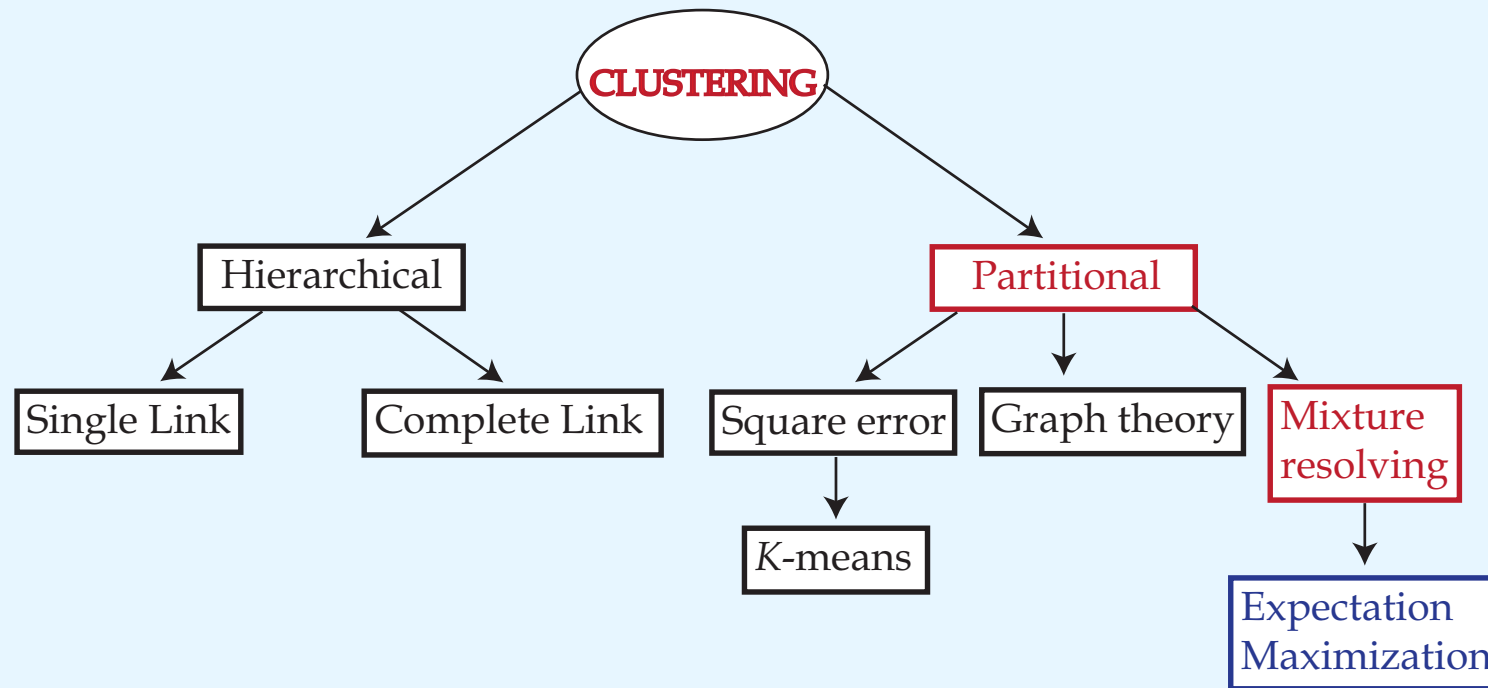 CLUSTERING
Hierarchical
Partitional
Single Link
Complete Link
Square error
Graph theory
Mixture
resolving
K-means
Expectation
Maximization